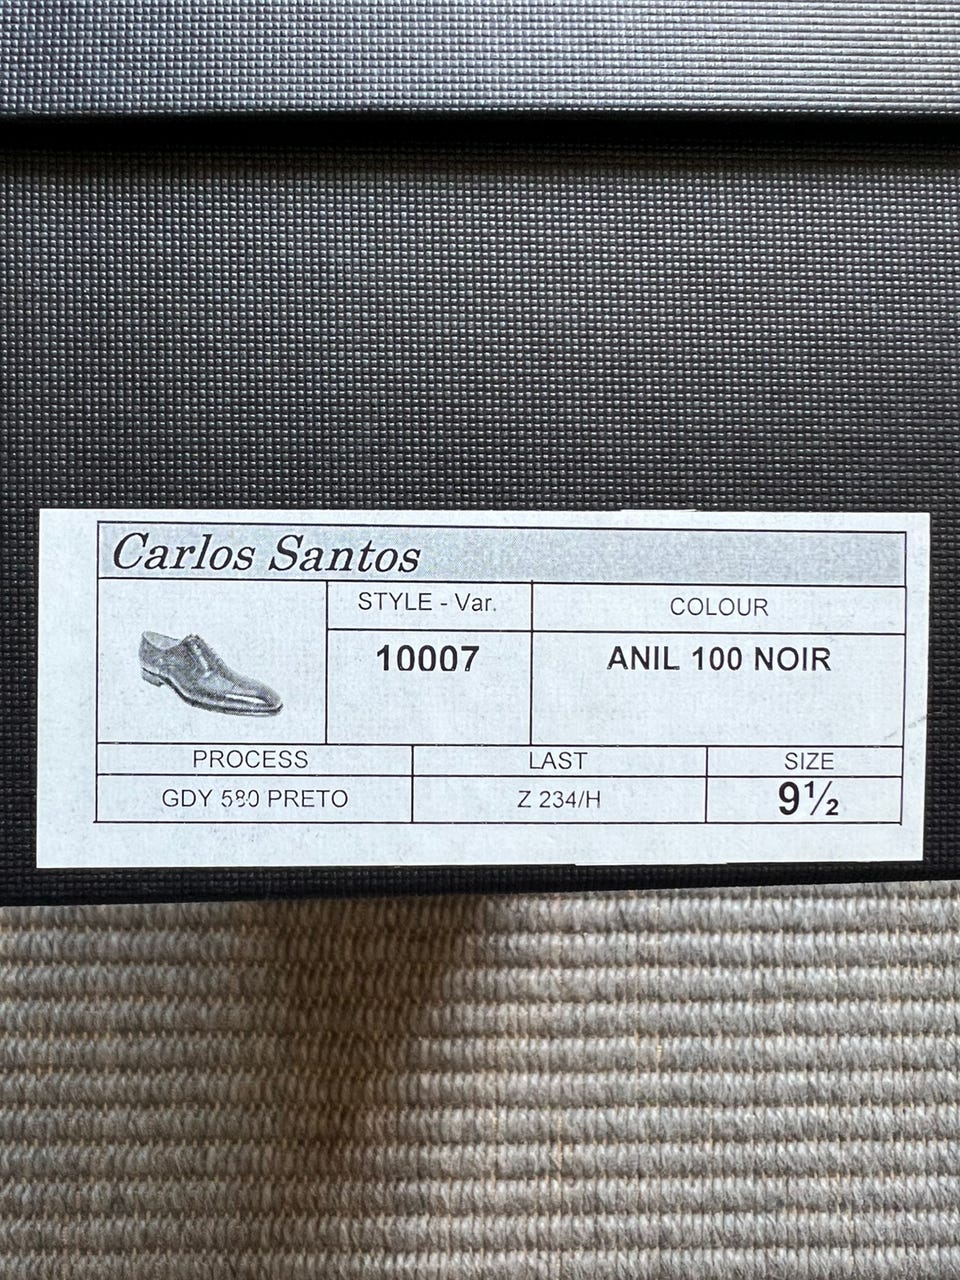 Carlos Santos
STYLE - Var.
COLOUR
10007
ANIL 100 NOIR
PROCESS
LAST
SIZE
GDY 580 PRETO
Z 234/H
9½